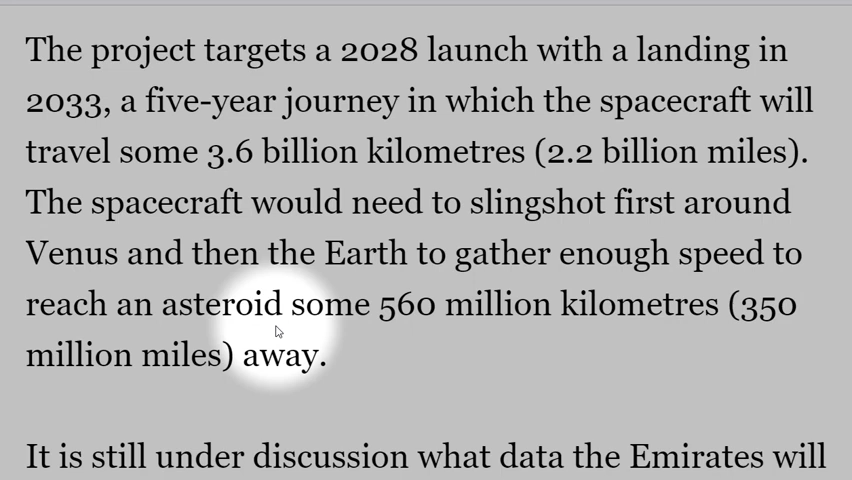 The project targets a 2028 launch with a landing in
2033, a five-year journey in which the spacecraft will
travel some 3.6 billion kilometres (2.2 billion miles).
The spacecraft would need to slingshot first around
Venus and then the Earth to gather enough speed to
reach an asteroid some 560 million kilometres (350
million miles) away.
It is still under discussion what data the Emirates will